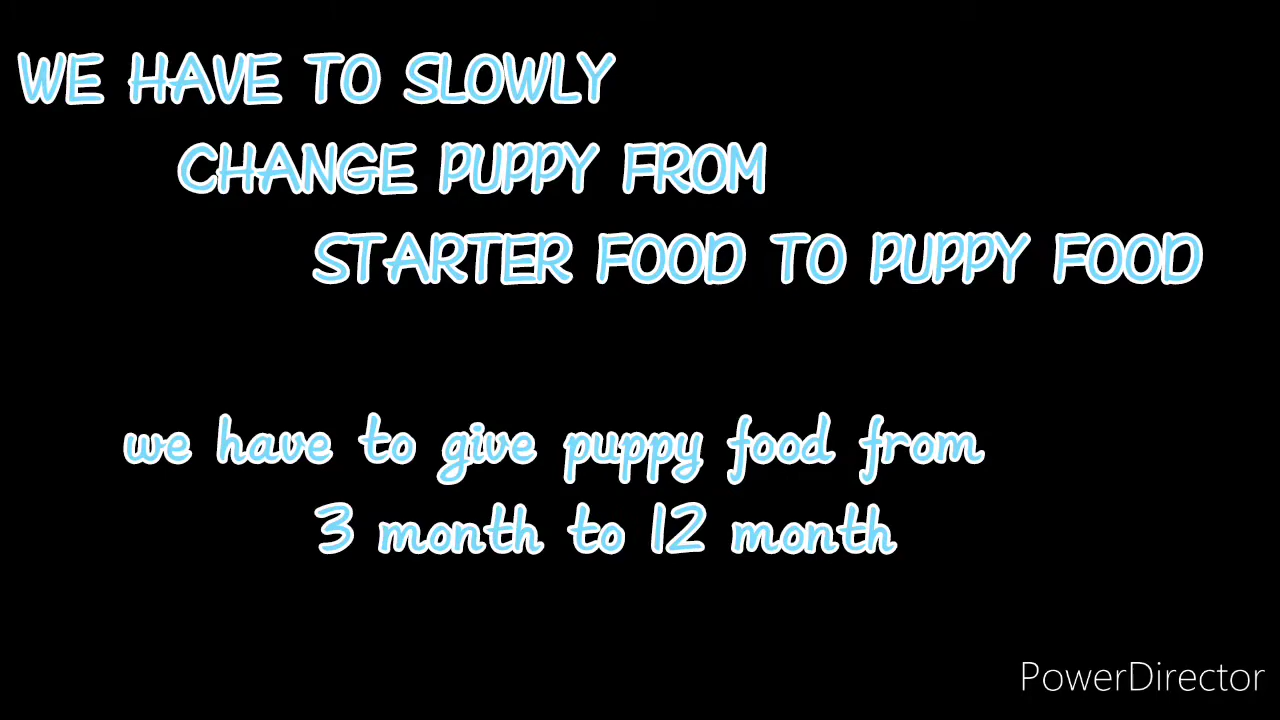 WE HAVE TO SLOWLY
CHANGE PUPPY FROM
STARTER FOOD TO PUPPY FOOD
we have to give puppy food from
3 month to 12 month
PowerDirector